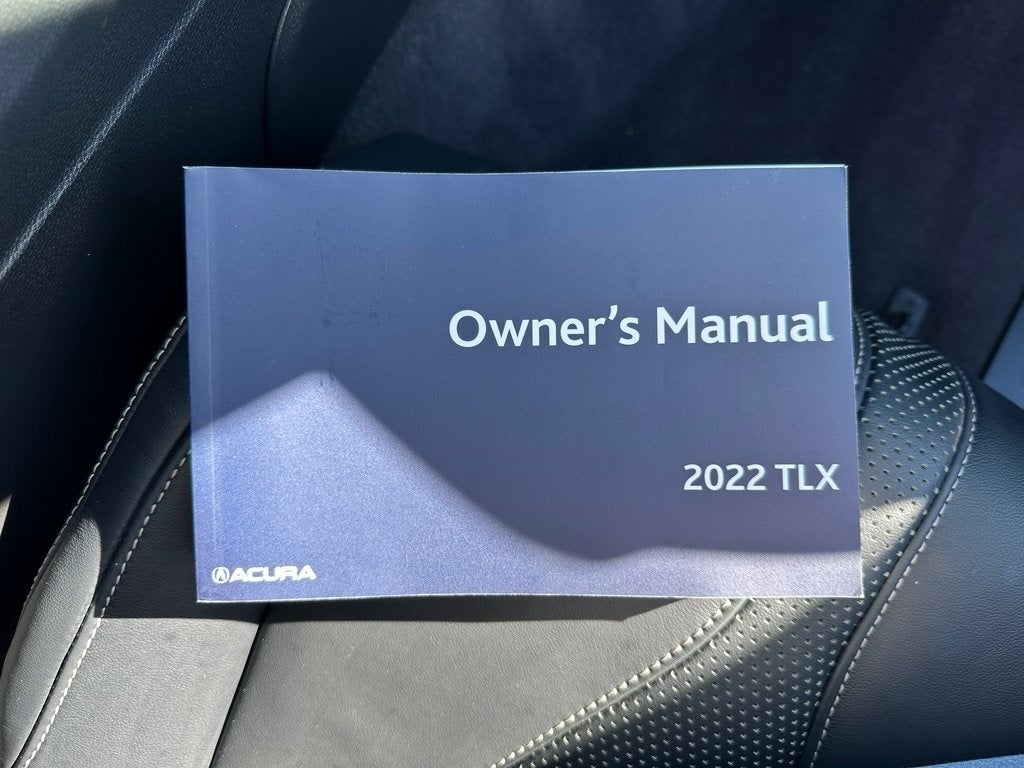 Owner's Manual
2022 TLX
ACURA